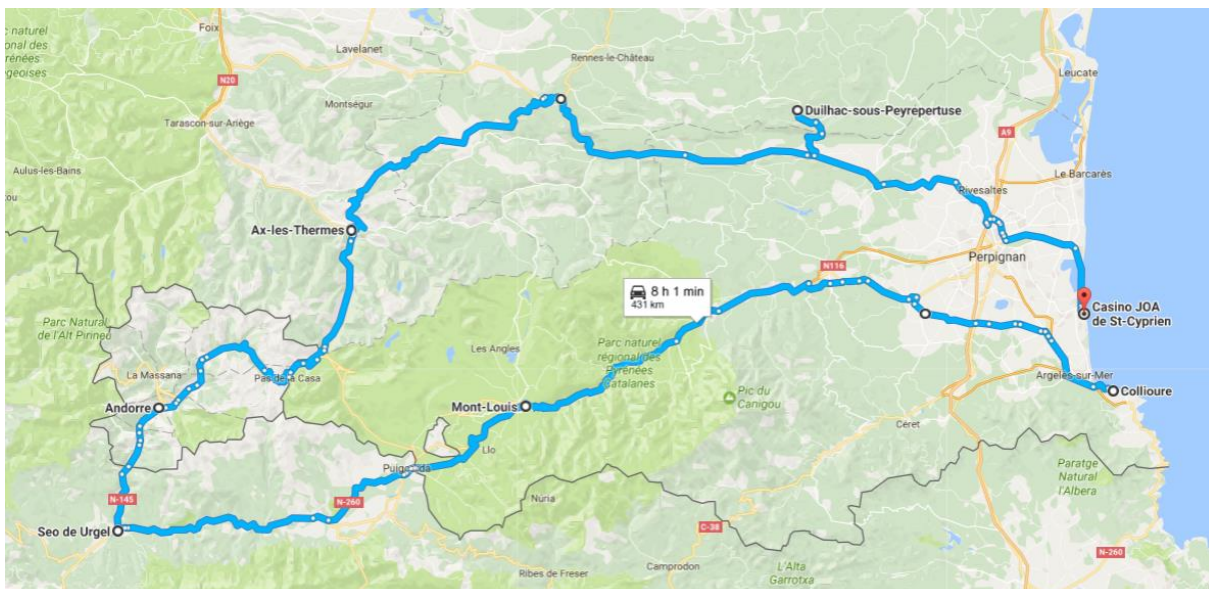 Foix
Lavelanet
Rennes-le-Château
Leucate
N20
Montségur
Tarascon-sur-Ariège
Duilhac-sous-Peyrepertuse
A9
Aulus-les-Bains
Le Barcarès
Rivesaltes
Ax-les-Thermes
Perpignan
N116
8 h 1 min
431 km
Casino JOA
de St-Cyprien
Parc Natural
de l'Alt Pirineu
Les Angles
Parc naturel
régional des
Pyrénées
Catalanes
La Massana
Pas de la Casa
Argelès-sur-Mer
Pic du
Canigou
Collioure
Andorre
Mont-Louis
Céret
Llo
Paratge
Natural
l'Albera
N-145
N-260
Núria
C-38
Seo de Urgel
N-260
Ribes de Freser
Camprodon
L'Alta
Garrotxa